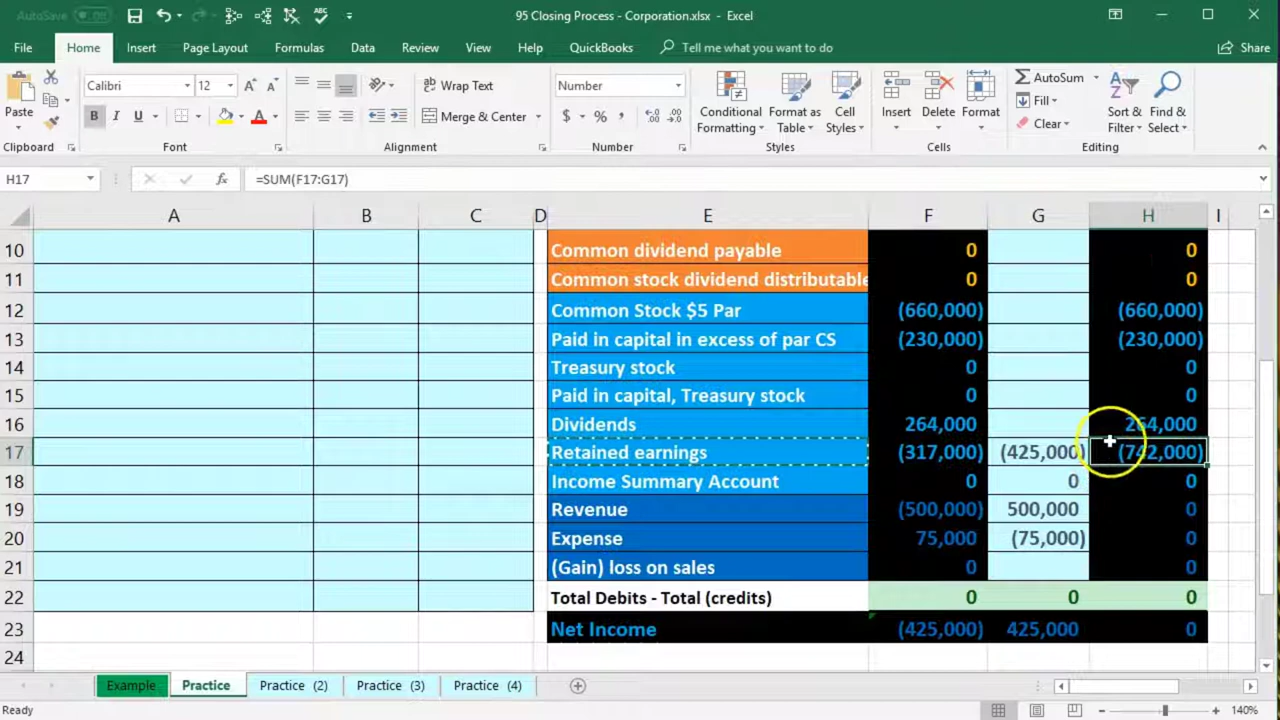 AutoSave Off 95 Closing Process - Corporation.xlsx - Excel
File Home Insert Page Layout Formulas Data Review View Help QuickBooks Tell me what you want to do Share
Paste Calibri 12 Wrap Text Merge & Center Number Conditional Formatting Format as Table Cell Styles Insert Delete Format AutoSum Fill Clear Sort & Filter Find & Select
Clipboard Font Alignment Number Styles Cells Editing
H17 fx =SUM(F17:G17)
A B C D E F G H I
10 Common dividend payable 0 0
11 Common stock dividend distributable 0 0
12 Common Stock $5 Par (660,000) (660,000)
13 Paid in capital in excess of par CS (230,000) (230,000)
14 Treasury stock 0 0
15 Paid in capital, Treasury stock 0 0
16 Dividends 264,000 264,000
17 Retained earnings (317,000) (425,000) (742,000)
18 Income Summary Account 0 0 0
19 Revenue (500,000) 500,000 0
20 Expense 75,000 (75,000) 0
21 (Gain) loss on sales 0 0
22 Total Debits - Total (credits) 0 0 0
23 Net Income (425,000) 425,000 0
24
Example Practice Practice (2) Practice (3) Practice (4)
Ready 140%